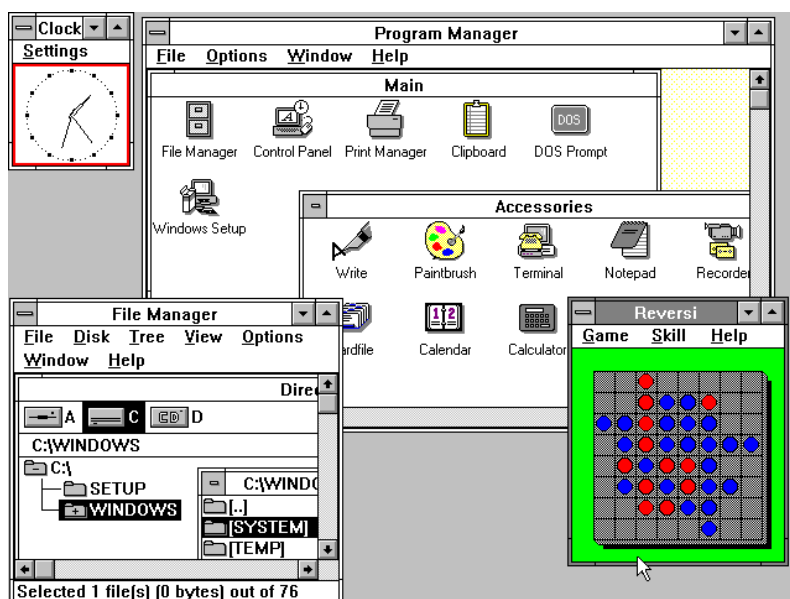 Clock
Settings
Program Manager
File Options Window Help
Main
File Manager Control Panel Print Manager Clipboard DOS Prompt
DOS
Windows Setup
Accessories
Write Paintbrush Terminal Notepad Recorder
ardfile Calendar Calculator
File Manager
File Disk Tree View Options
Window Help
Direc
A C CD D
C:\WINDOWS
C:\
SETUP
WINDOWS
C:\WINDO
[..]
[SYSTEM]
[TEMP]
Selected 1 file(s) (0 bytes) out of 76
Reversi
Game Skill Help